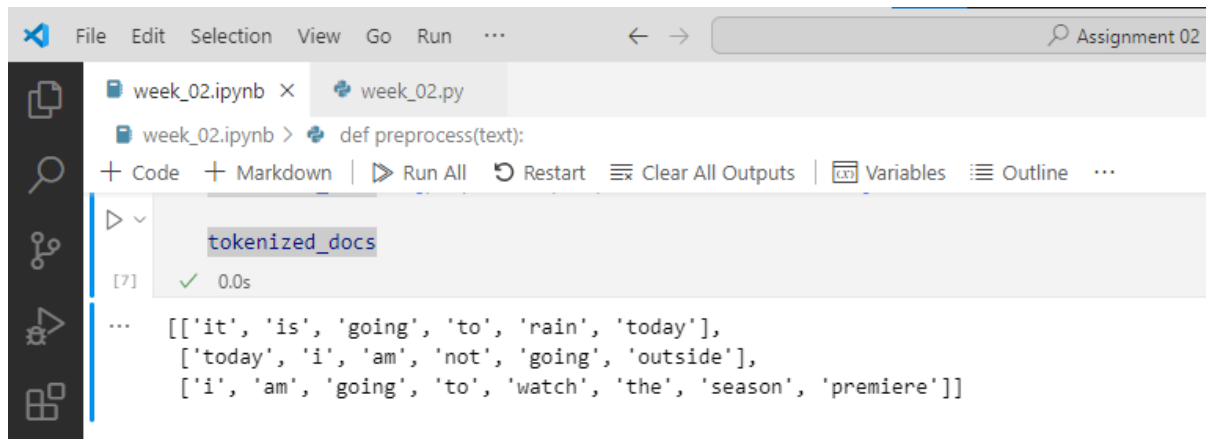 File Edit Selection View Go Run ··· ← → Assignment 02
week_02.ipynb × week_02.py
week_02.ipynb > def preprocess(text):
+ Code + Markdown | Run All Restart Clear All Outputs | Variables Outline ···
tokenized_docs
[7] ✓ 0.0s
··· [['it', 'is', 'going', 'to', 'rain', 'today'],
['today', 'i', 'am', 'not', 'going', 'outside'],
['i', 'am', 'going', 'to', 'watch', 'the', 'season', 'premiere']]